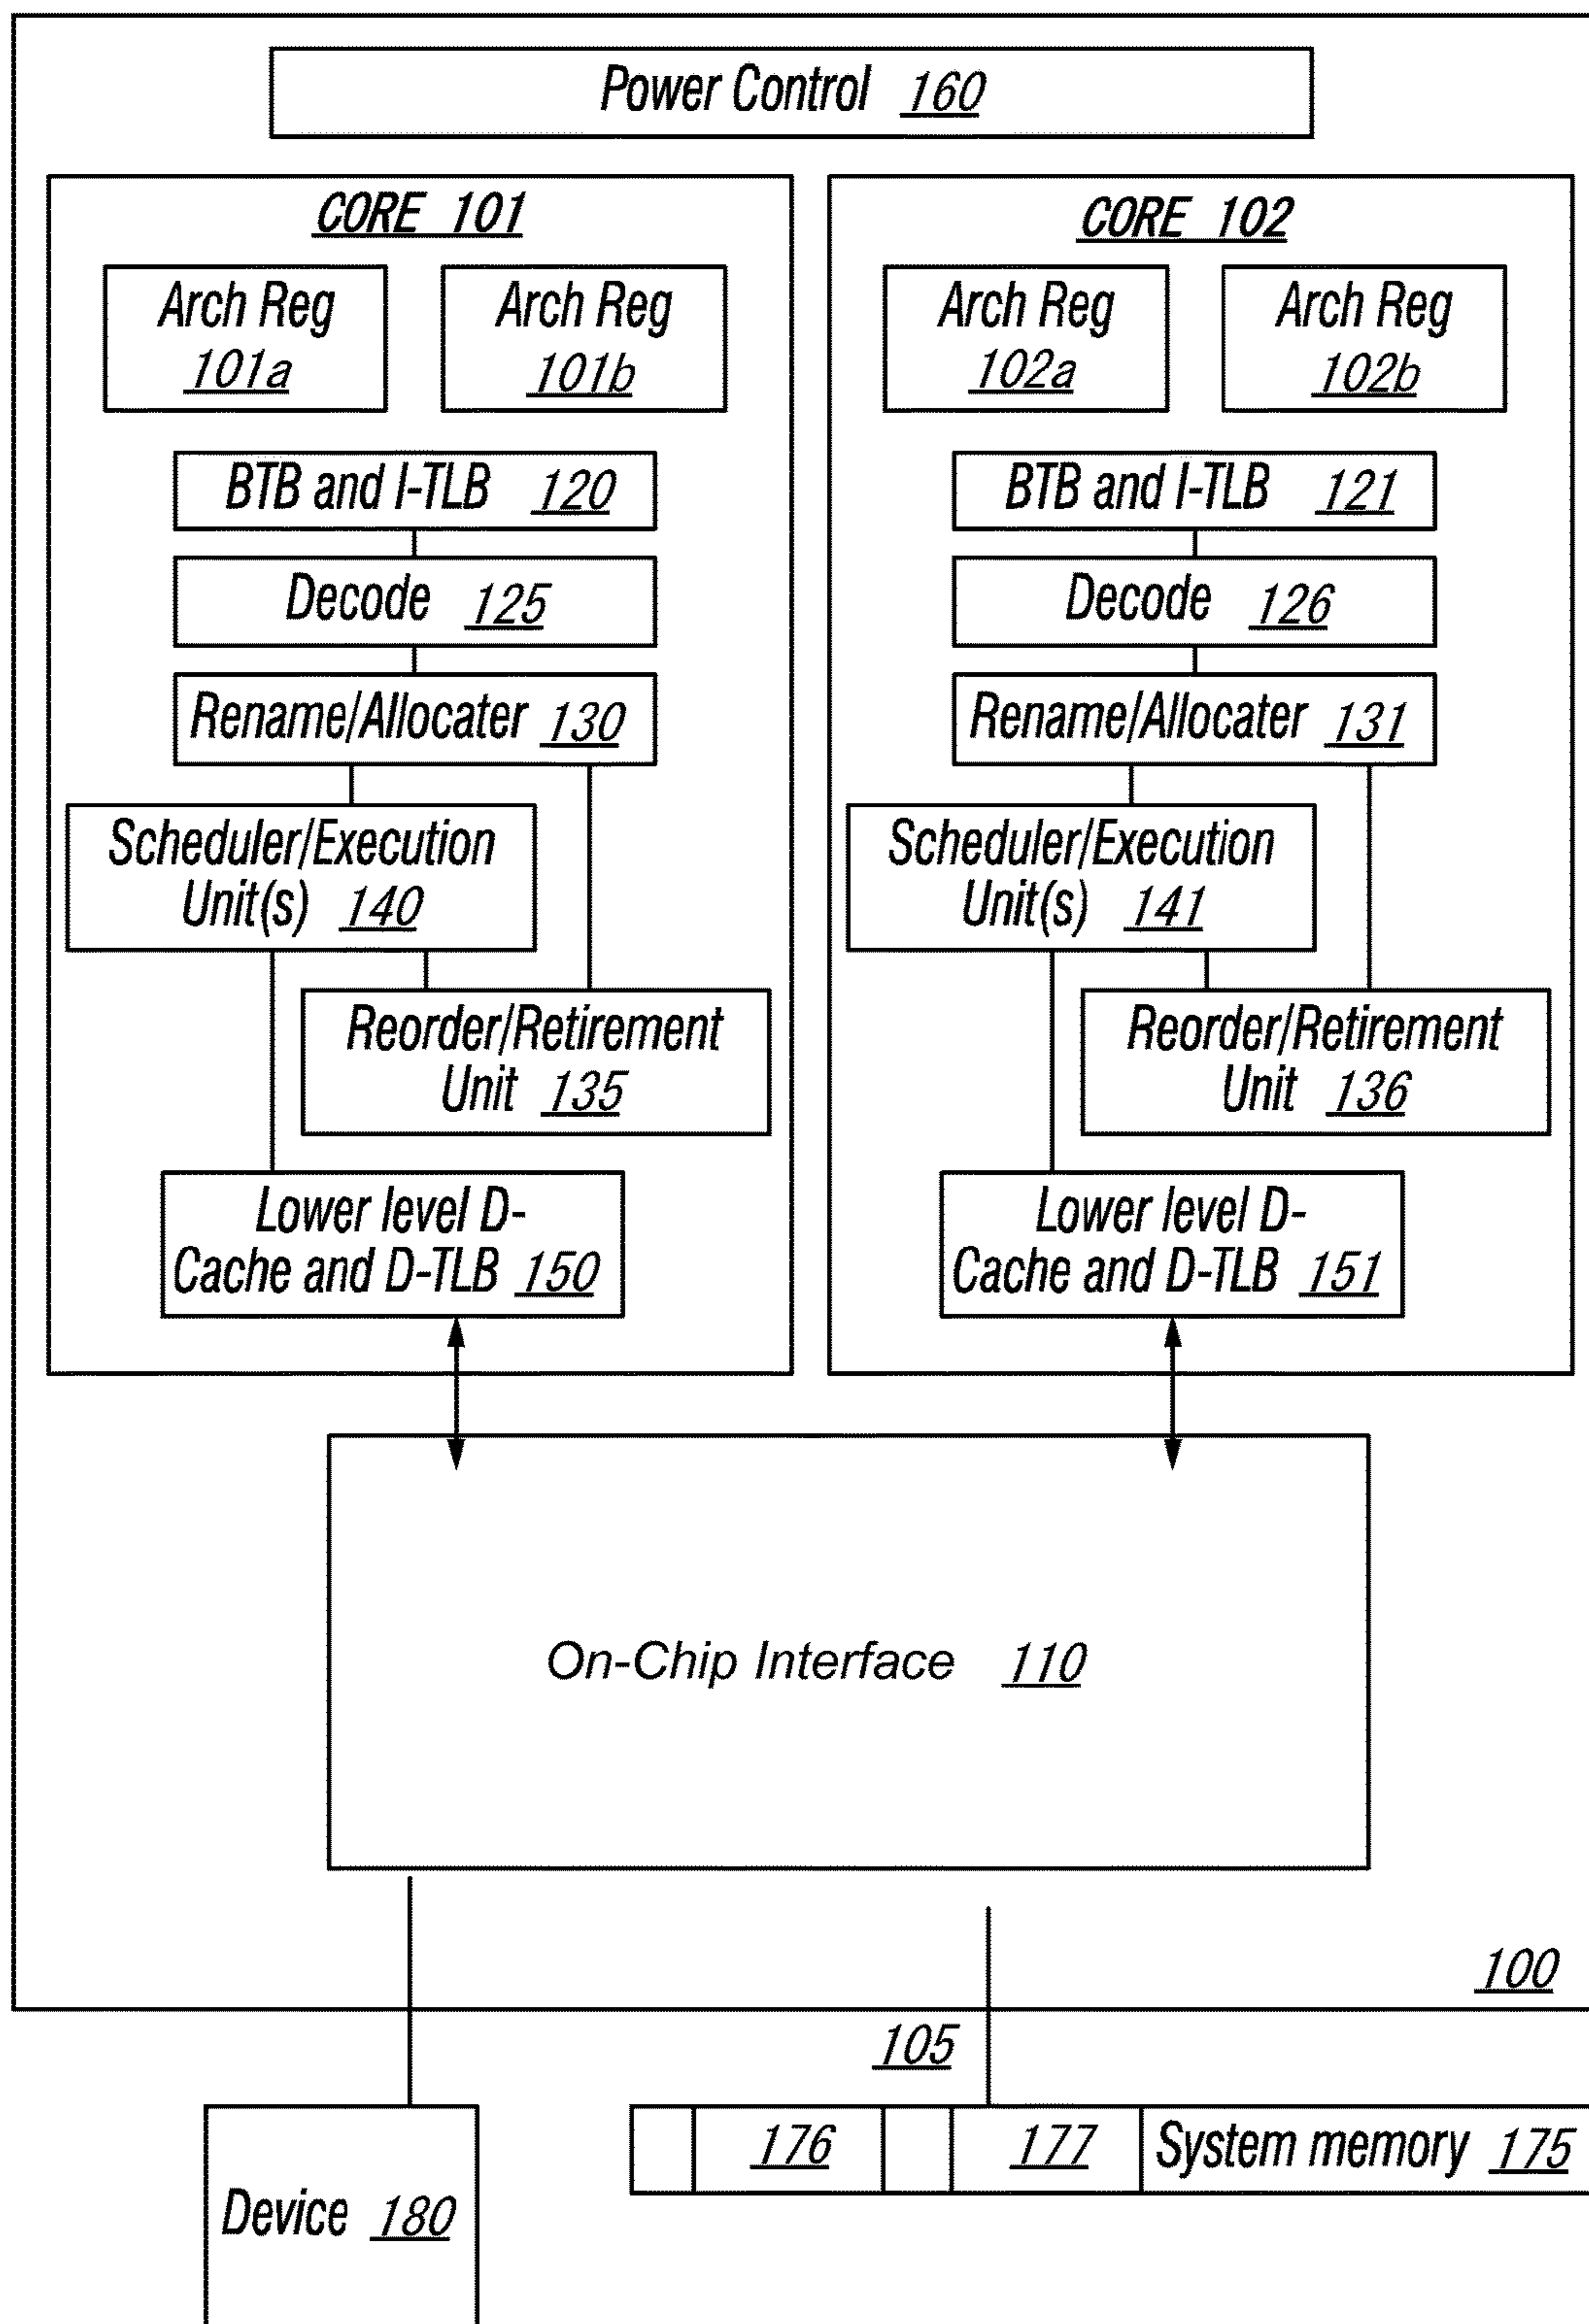 Power Control 160
CORE 101
Arch Reg
101a
Arch Reg
101b
BTB and I-TLB 120
Decode 125
Rename/Allocater 130
Scheduler/Execution
Unit(s) 140
Reorder/Retirement
Unit 135
Lower level D-
Cache and D-TLB 150
CORE 102
Arch Reg
102a
Arch Reg
102b
BTB and I-TLB 121
Decode 126
Rename/Allocater 131
Scheduler/Execution
Unit(s) 141
Reorder/Retirement
Unit 136
Lower level D-
Cache and D-TLB 151
On-Chip Interface 110
100
105
176
177
System memory 175
Device 180